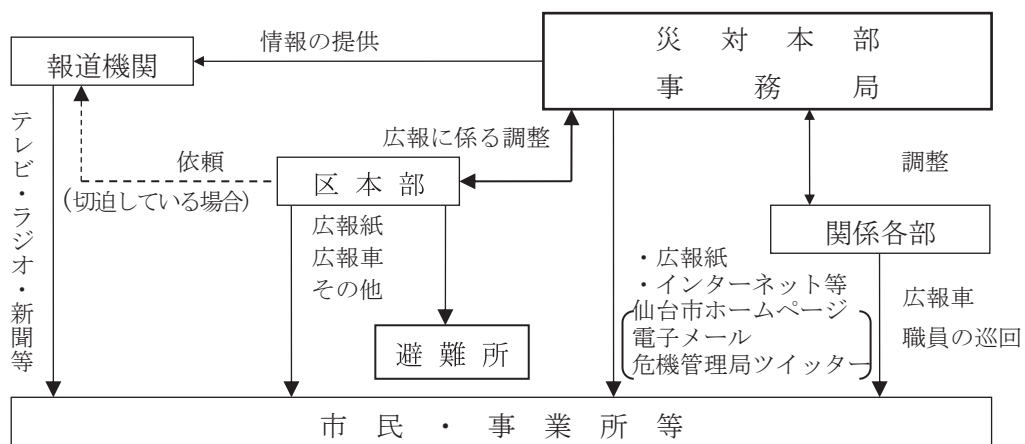 情報の提供
災対本部
事務局
報道機関
テレビ・ラジオ・新聞等
広報に係る調整
依頼
(切迫している場合)
区本部
調整
広報紙
広報車
その他
関係各部
・広報紙
・インターネット等
仙台市ホームページ
電子メール
危機管理局ツイッター
広報車
職員の巡回
避難所
市民・事業所等